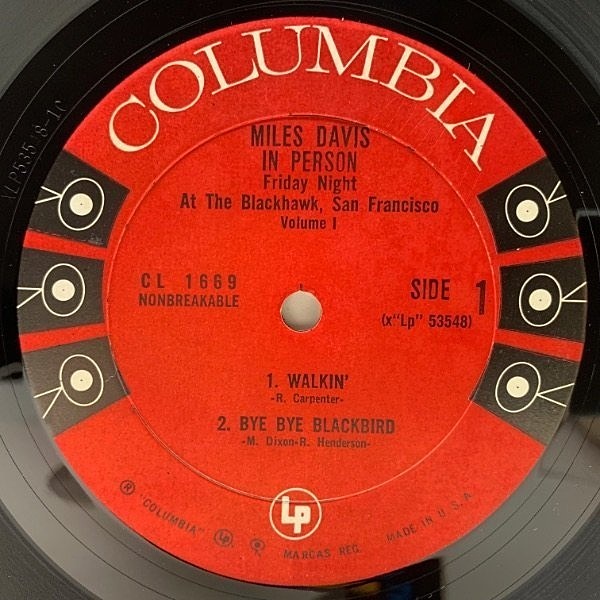 COLUMBIA
MILES DAVIS
IN PERSON
Friday Night
At The Blackhawk, San Francisco
Volume I
CL 1669
NONBREAKABLE
SIDE 1
(x"Lp" 53548)
1. WALKIN'
-R. Carpenter-
2. BYE BYE BLACKBIRD
-M. Dixon-R. Henderson-
Lp
® "COLUMBIA" Lp MARCAS REG. MADE IN U.S.A.